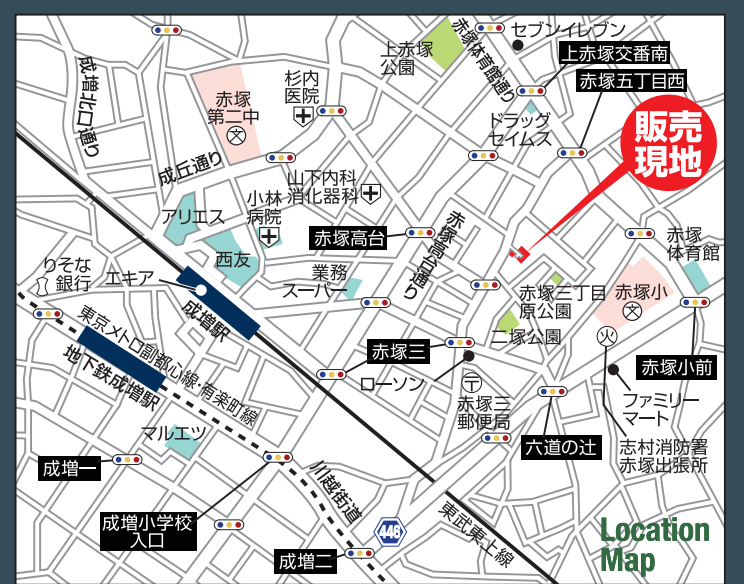 セブンイレブン
上赤塚
公園
赤塚体育館通り
上赤塚交番南
赤塚五丁目西
成増北口通り
杉内
医院
赤塚
第二中
文
ドラッグ
セイムス
販売
現地
成丘通り
山下内科
消化器科
小林
病院
アリエス
赤塚高台
赤塚高台通り
赤塚
体育館
西友
りそな
銀行
エキア
業務
スーパー
赤塚三丁目
原公園
赤塚小
文
成増駅
二塚公園
火
東京メトロ副都心線・有楽町線
地下鉄成増駅
赤塚三
ローソン
赤塚小前
〒
赤塚三
郵便局
ファミリー
マート
マルエツ
六道の辻
志村消防署
赤塚出張所
成増一
川越街道
成増小学校
入口
446
東武東上線
成増二
Location
Map